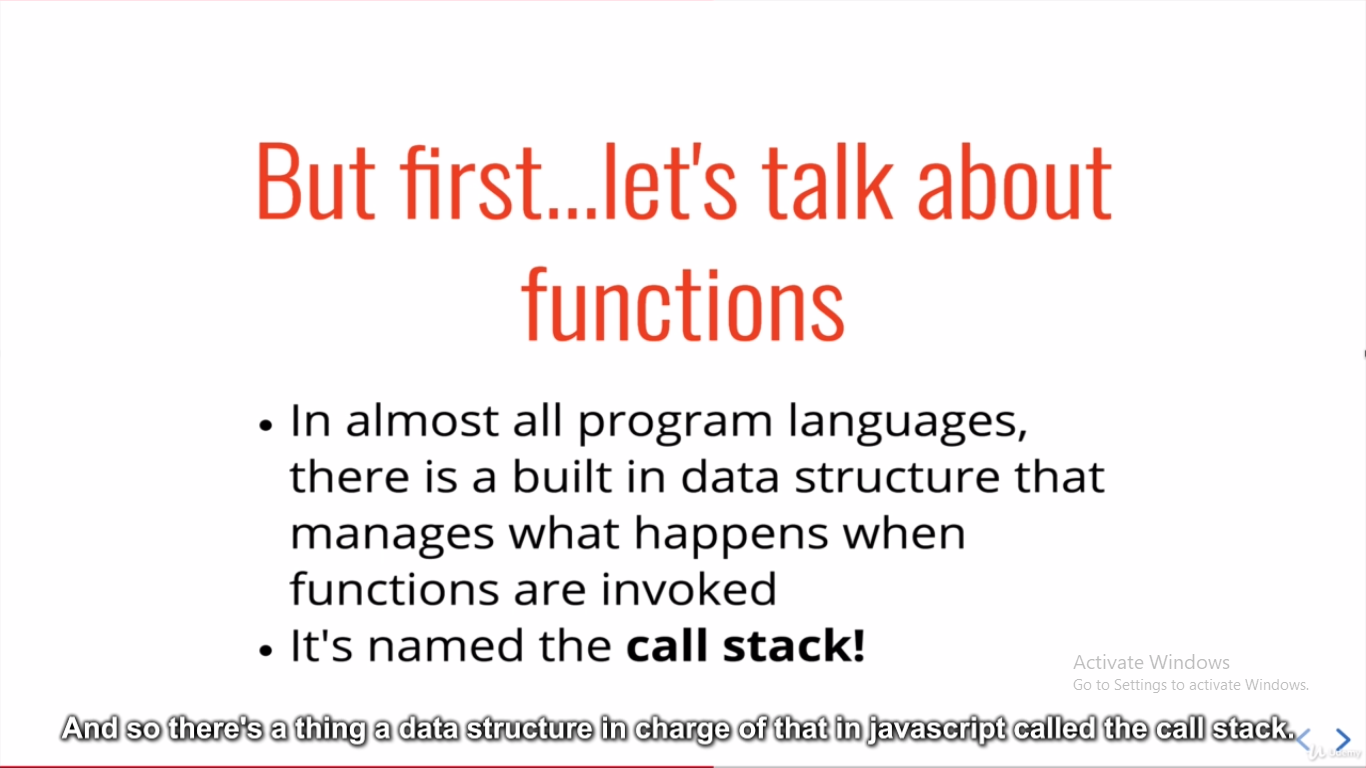 But first...let's talk about
functions
• In almost all program languages,
there is a built in data structure that
manages what happens when
functions are invoked
• It's named the call stack!
Activate Windows
Go to Settings to activate Windows.
And so there's a thing a data structure in charge of that in javascript called the call stack.
Udemy